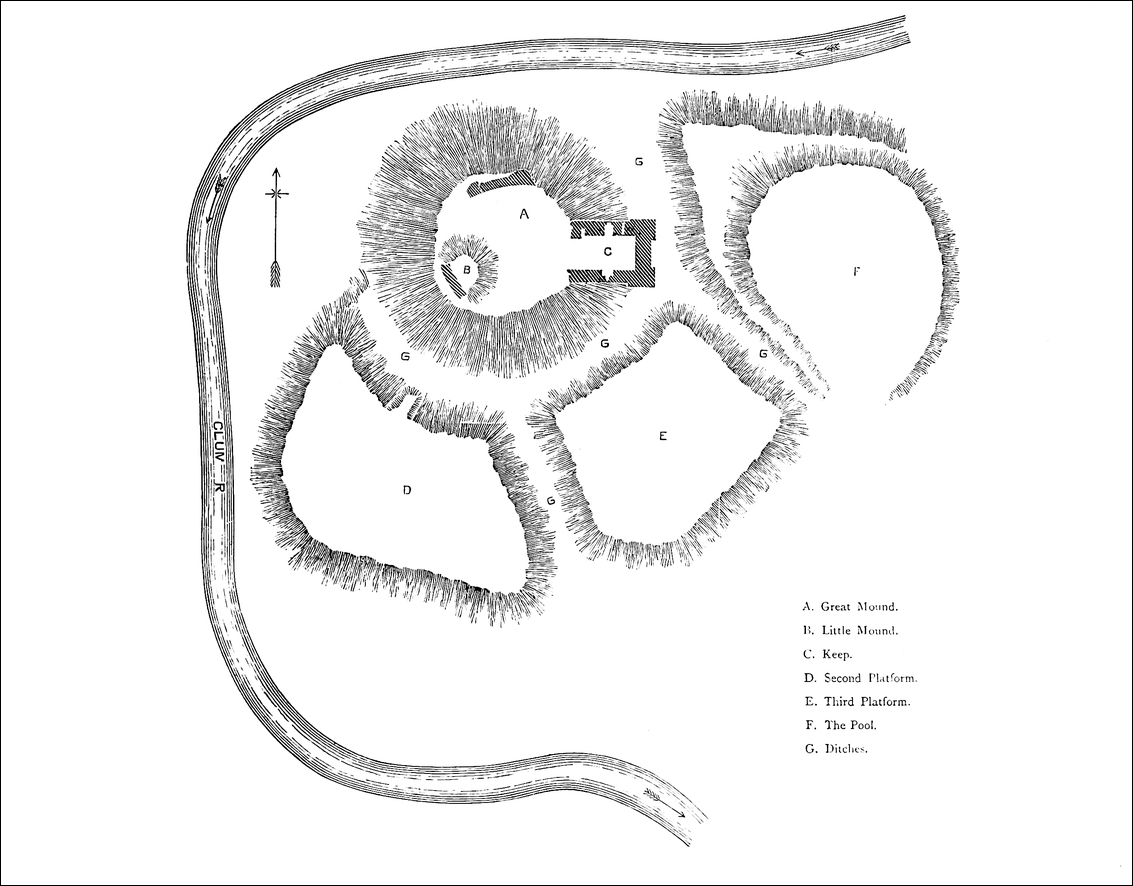 G
A
C
B
F
G
G
G
E
CLUN R
D
G
A. Great Mound.
B. Little Mound.
C. Keep.
D. Second Platform.
E. Third Platform.
F. The Pool.
G. Ditches.